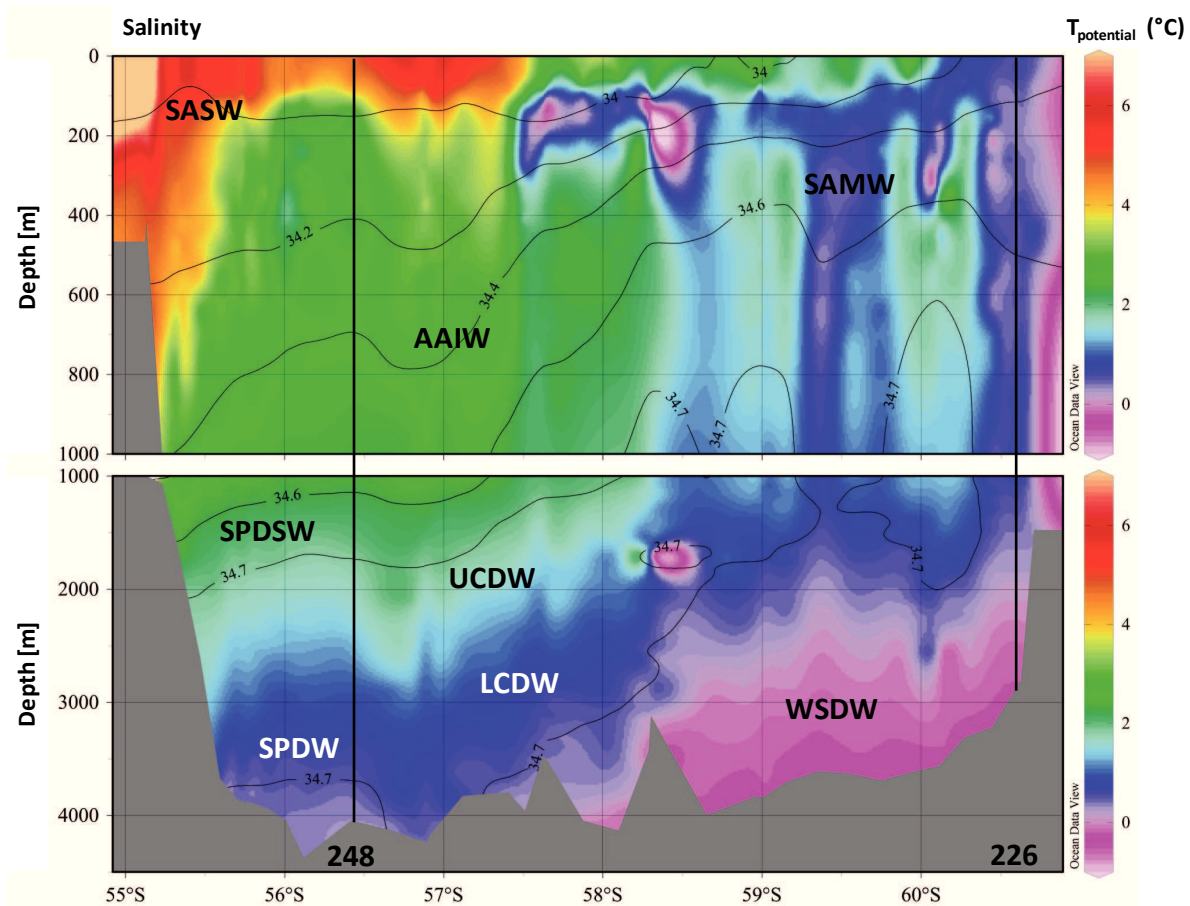 Salinity
T potential (°C)
0
200
400
600
800
1000
Depth [m]
SASW
34
34
SAMW
34.2
34.6
34.4
AAIW
34.7
34.7
34.7
6
4
2
0
Ocean Data View
1000
2000
3000
4000
Depth [m]
34.6
SPDSW
34.7
34.7
UCDW
34.7
LCDW
WSDW
SPDW
34.7
34.7
248
226
6
4
2
0
Ocean Data View
55°S
56°S
57°S
58°S
59°S
60°S